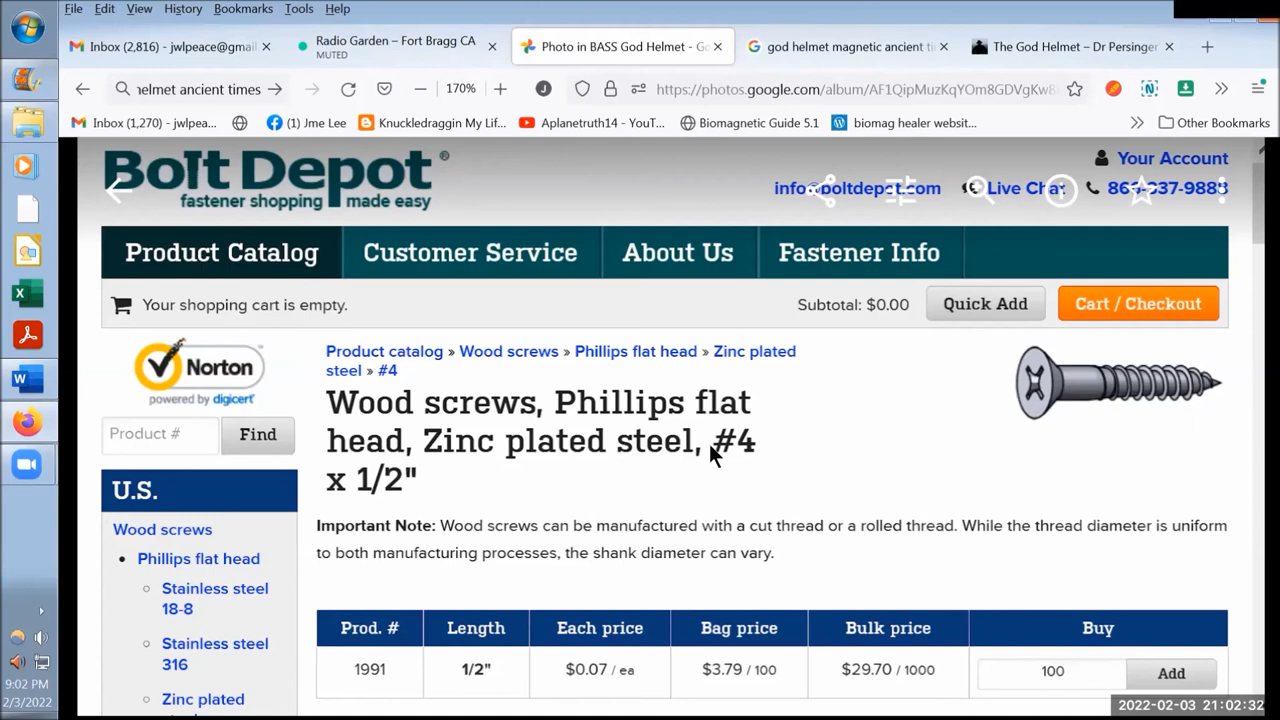 File Edit View History Bookmarks Tools Help
Inbox (2,816) - jwlpeace@gmail
Radio Garden – Fort Bragg CA
MUTED
Photo in BASS God Helmet - Go
god helmet magnetic ancient ti
The God Helmet – Dr Persinger
helmet ancient times
170%
https://photos.google.com/album/AF1QipMuzKqYOm8GDVgKw8
Inbox (1,270) - jwlpea...
(1) Jme Lee
Knuckledraggin My Lif...
Aplanetruth14 - YouT...
Biomagnetic Guide 5.1
biomag healer websit...
Other Bookmarks
Bolt Depot ®
fastener shopping made easy
Your Account
info@boltdepot.com
Live Chat
866-337-9888
Product Catalog
Customer Service
About Us
Fastener Info
Your shopping cart is empty.
Subtotal: $0.00
Quick Add
Cart / Checkout
Norton
powered by digicert
Product #
Find
Product catalog » Wood screws » Phillips flat head » Zinc plated
steel » #4
Wood screws, Phillips flat
head, Zinc plated steel, #4
x 1/2"
U.S.
Wood screws
Phillips flat head
Stainless steel
18-8
Stainless steel
316
Zinc plated
Important Note: Wood screws can be manufactured with a cut thread or a rolled thread. While the thread diameter is uniform
to both manufacturing processes, the shank diameter can vary.
Prod. # Length Each price Bag price Bulk price Buy
1991 1/2" $0.07 / ea $3.79 / 100 $29.70 / 1000 100 Add
9:02 PM
2/3/2022
2022-02-03 21:02:32